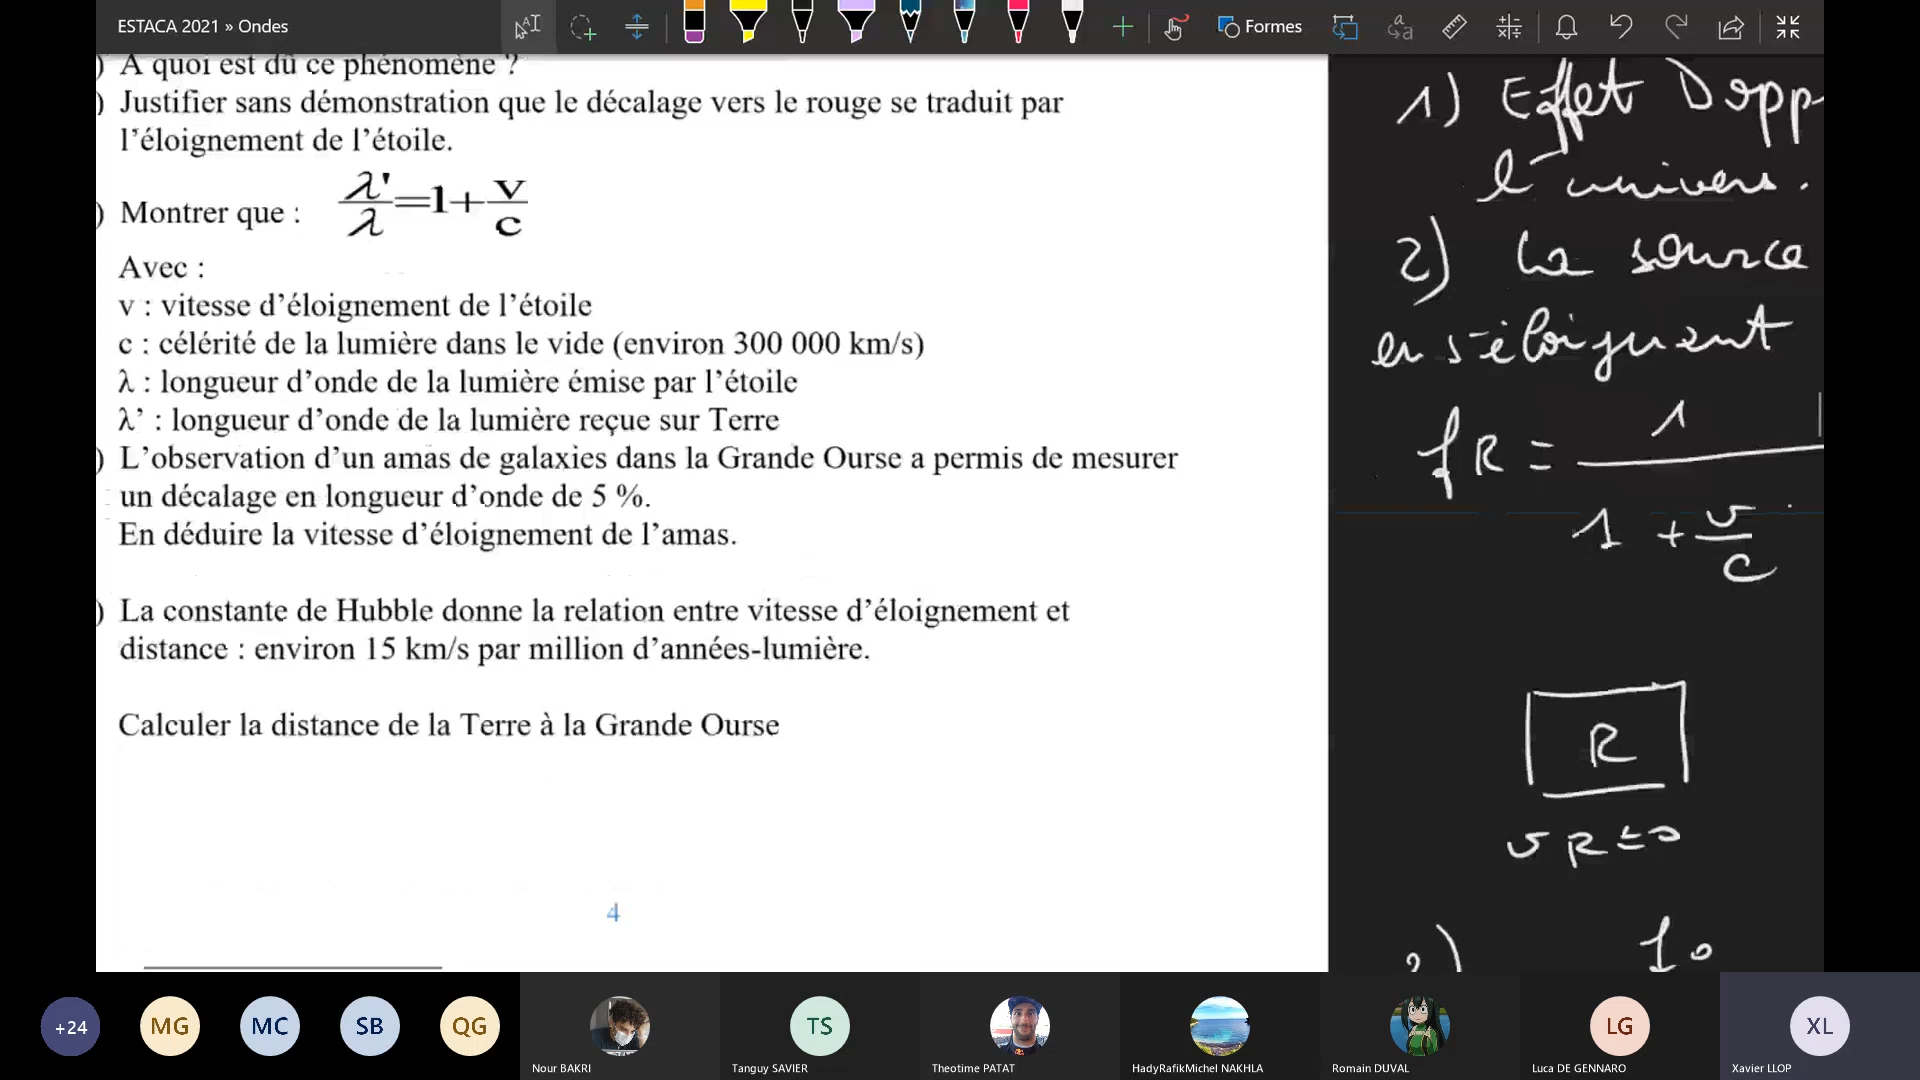 ESTACA 2021 » Ondes
Formes
) A quoi est dû ce phénomène ?
) Justifier sans démonstration que le décalage vers le rouge se traduit par
l’éloignement de l’étoile.
) Montrer que : λ'/λ=1+v/c
Avec :
v : vitesse d’éloignement de l’étoile
c : célérité de la lumière dans le vide (environ 300 000 km/s)
λ : longueur d’onde de la lumière émise par l’étoile
λ’ : longueur d’onde de la lumière reçue sur Terre
) L’observation d’un amas de galaxies dans la Grande Ourse a permis de mesurer
un décalage en longueur d’onde de 5 %.
En déduire la vitesse d’éloignement de l’amas.
) La constante de Hubble donne la relation entre vitesse d’éloignement et
distance : environ 15 km/s par million d’années-lumière.
Calculer la distance de la Terre à la Grande Ourse
4
1) Effet Dopp
l'univers.
2) La source
en s'éloignant
fR = 1
1 + v/c
R
vR=0
+24
MG
MC
SB
QG
Nour BAKRI
TS
Tanguy SAVIER
Theotime PATAT
HadyRafikMichel NAKHLA
Romain DUVAL
LG
Luca DE GENNARO
XL
Xavier LLOP